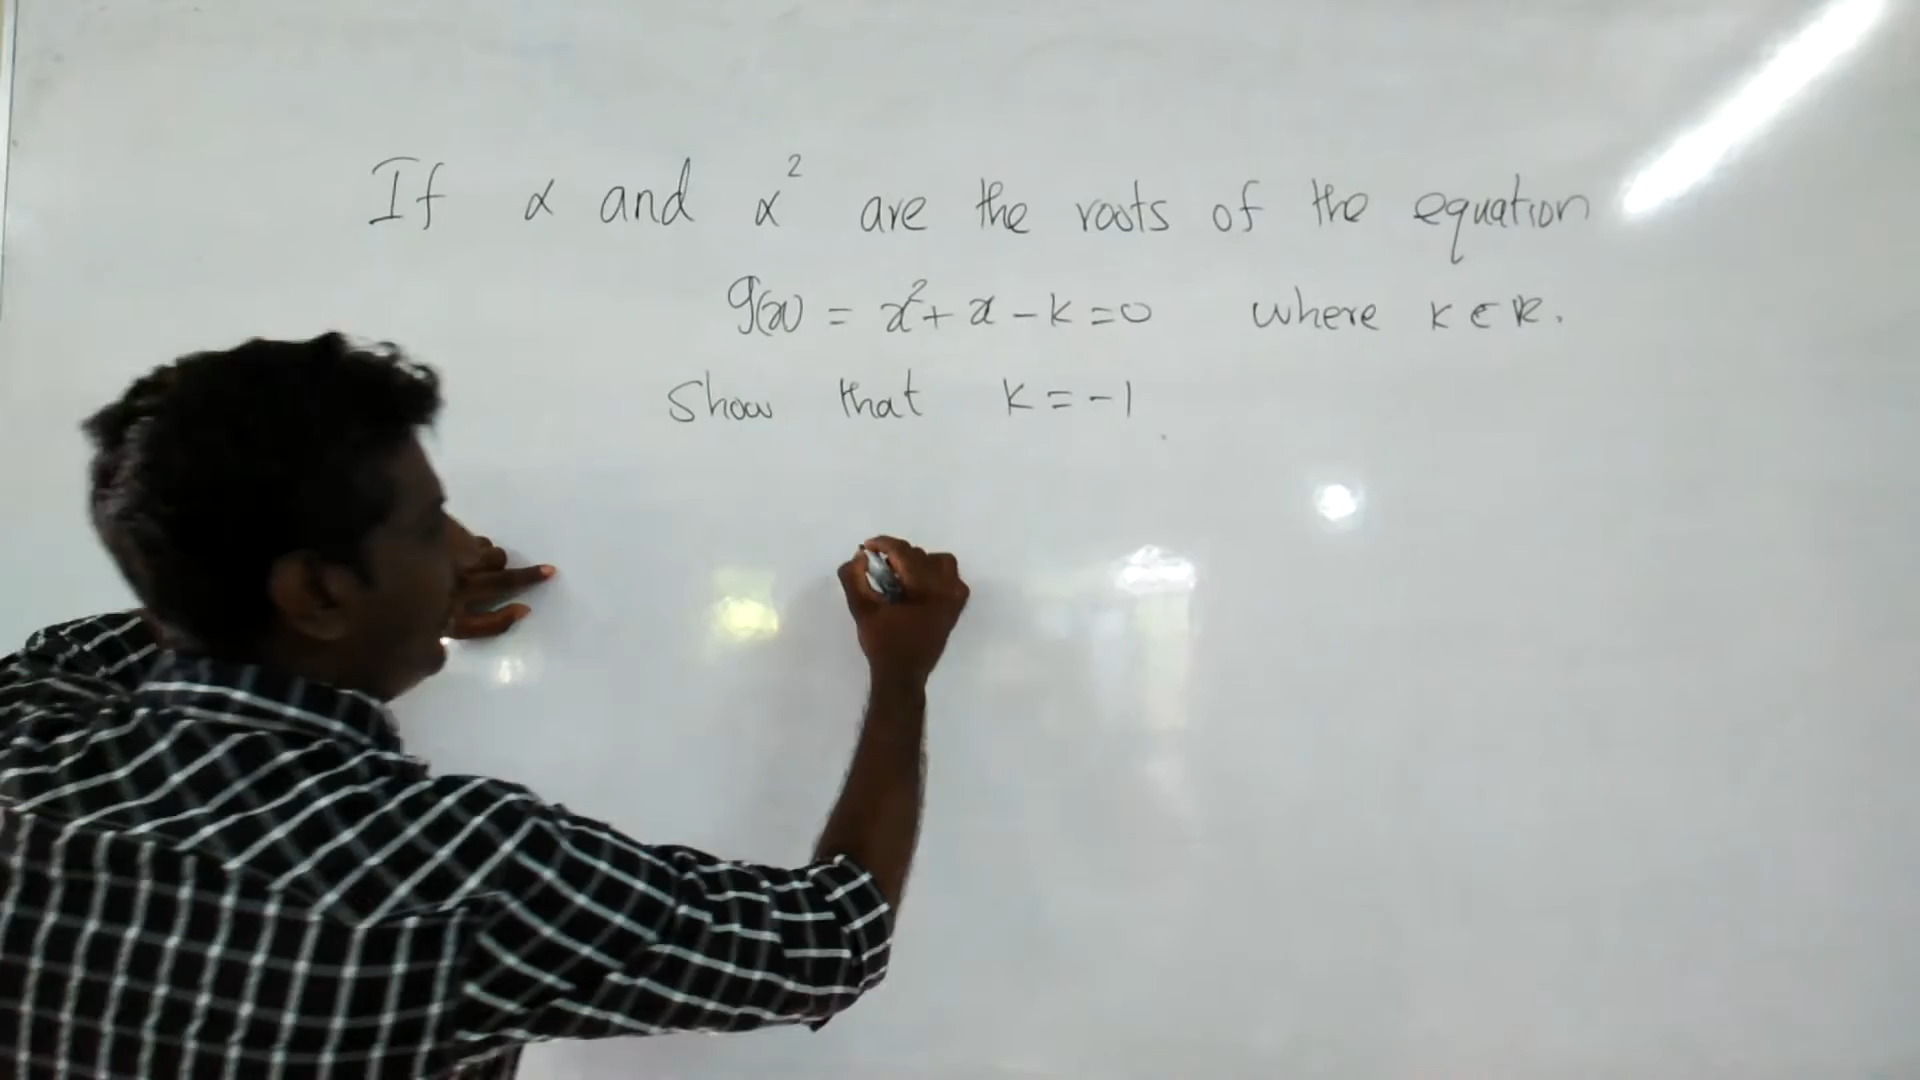 If α and α² are the roots of the equation
g(x) = x² + x - k = 0 where k ∈ ℝ.
Show that k = -1